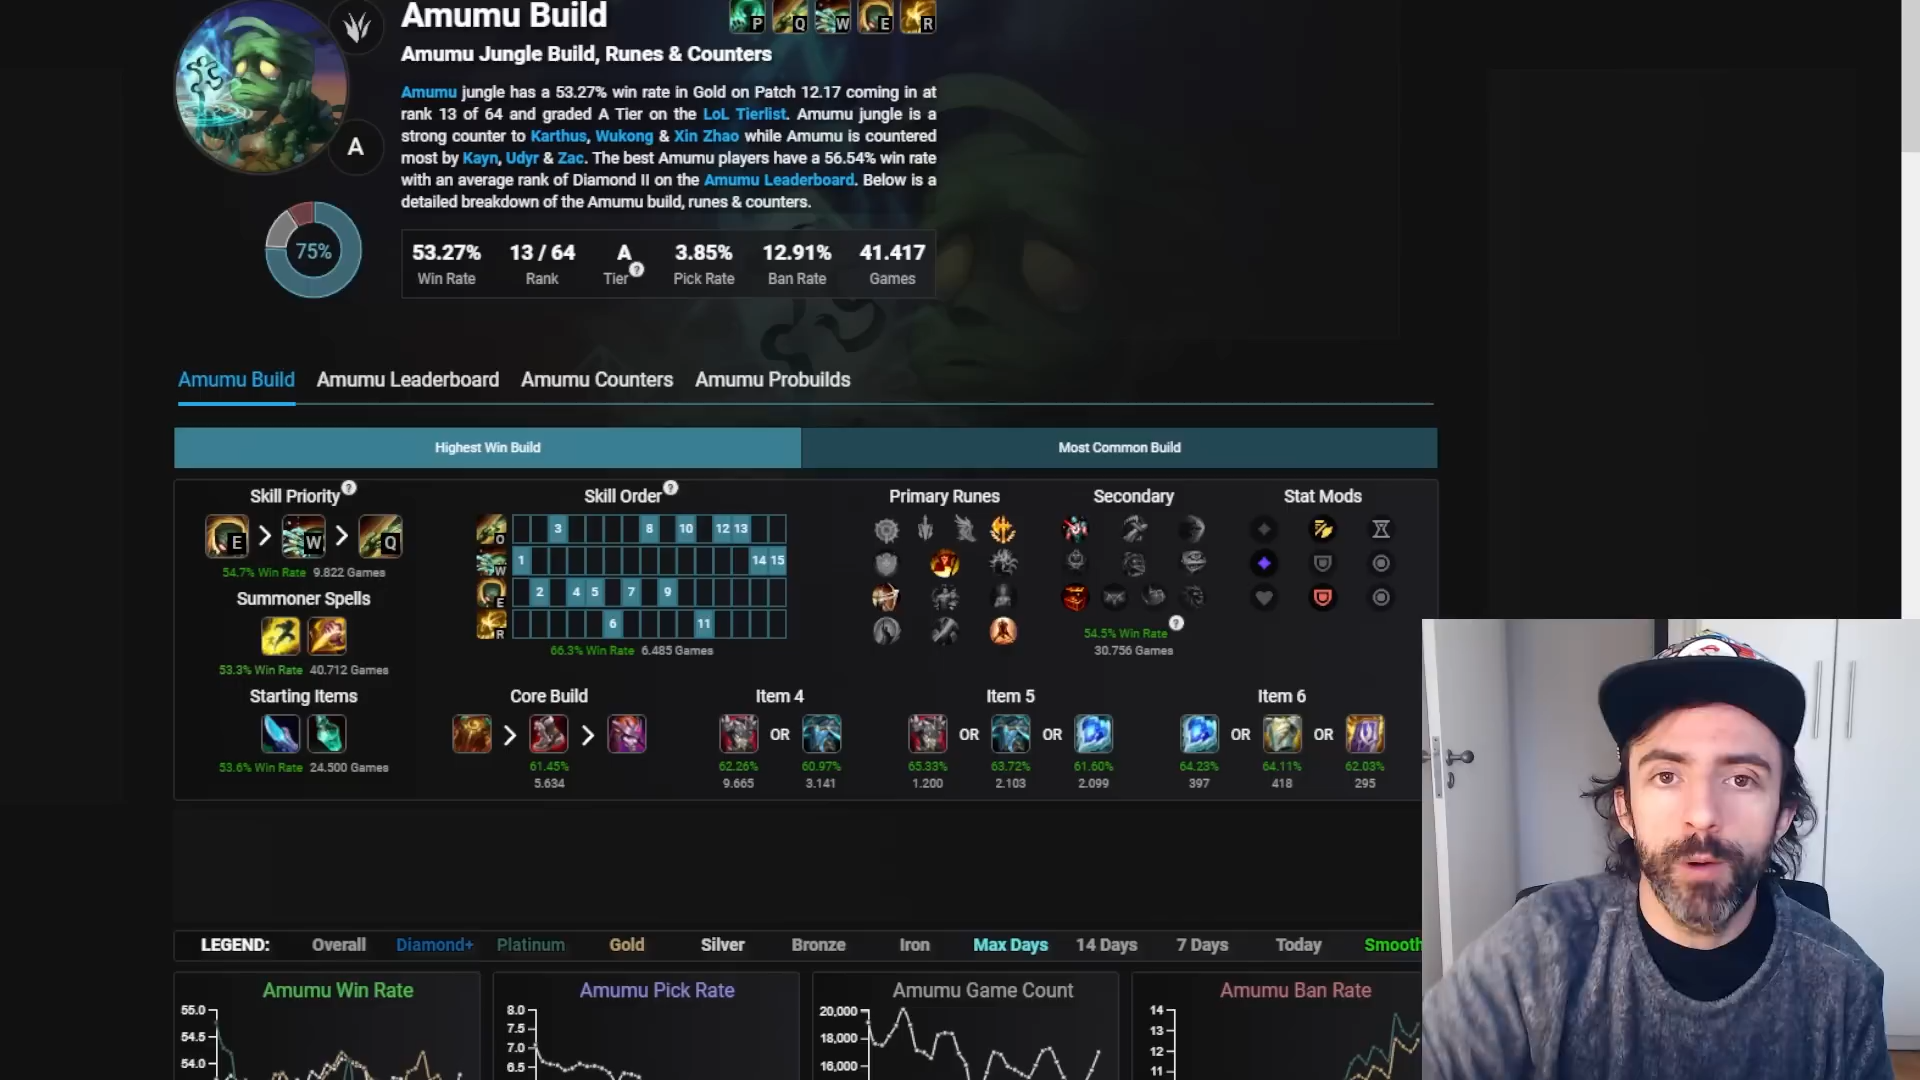 Amumu Build
P Q W E R
Amumu Jungle Build, Runes & Counters
Amumu jungle has a 53.27% win rate in Gold on Patch 12.17 coming in at
rank 13 of 64 and graded A Tier on the LoL Tierlist. Amumu jungle is a
strong counter to Karthus, Wukong & Xin Zhao while Amumu is countered
most by Kayn, Udyr & Zac. The best Amumu players have a 56.54% win rate
with an average rank of Diamond II on the Amumu Leaderboard. Below is a
detailed breakdown of the Amumu build, runes & counters.
A
75%
53.27% 13 / 64 A 3.85% 12.91% 41.417
Win Rate Rank Tier ? Pick Rate Ban Rate Games
Amumu Build Amumu Leaderboard Amumu Counters Amumu Probuilds
Highest Win Build Most Common Build
Skill Priority ? Skill Order ? Primary Runes Secondary Stat Mods
E > W > Q
54.7% Win Rate 9.822 Games
Q 3 8 10 12 13
W 1 14 15
E 2 4 5 7 9
R 6 11
66.3% Win Rate 6.485 Games
54.5% Win Rate ?
30.756 Games
Summoner Spells
53.3% Win Rate 40.712 Games
Starting Items
53.6% Win Rate 24.500 Games
Core Build Item 4 Item 5 Item 6
> > OR OR OR OR OR
61.45% 62.26% 60.97% 65.33% 63.72% 61.60% 64.23% 64.11% 62.03%
5.634 9.665 3.141 1.200 2.103 2.099 397 418 295
LEGEND: Overall Diamond+ Platinum Gold Silver Bronze Iron Max Days 14 Days 7 Days Today Smooth
Amumu Win Rate Amumu Pick Rate Amumu Game Count Amumu Ban Rate
55.0 8.0 20,000 14
54.5 7.5 18,000 13
54.0 7.0 16,000 12
6.5 11